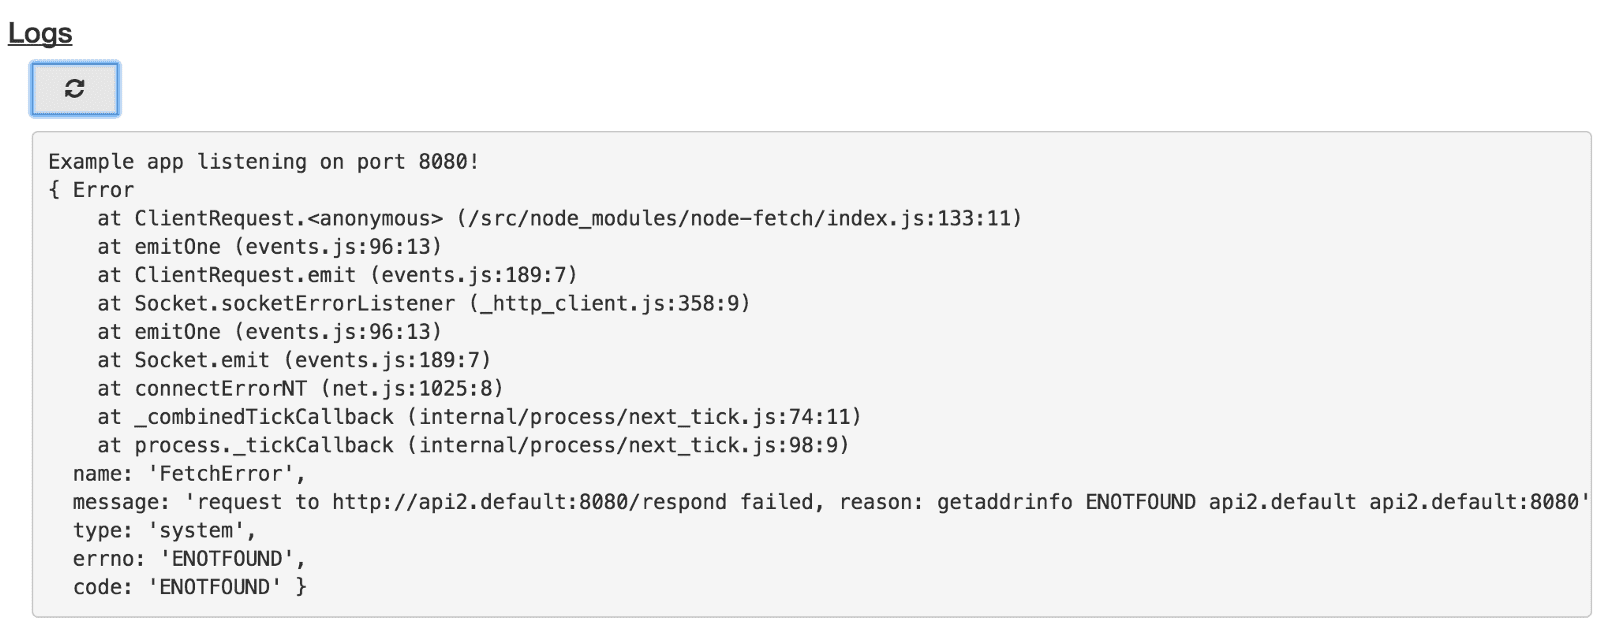 Logs
Example app listening on port 8080!
{ Error
    at ClientRequest.<anonymous> (/src/node_modules/node-fetch/index.js:133:11)
    at emitOne (events.js:96:13)
    at ClientRequest.emit (events.js:189:7)
    at Socket.socketErrorListener (_http_client.js:358:9)
    at emitOne (events.js:96:13)
    at Socket.emit (events.js:189:7)
    at connectErrorNT (net.js:1025:8)
    at _combinedTickCallback (internal/process/next_tick.js:74:11)
    at process._tickCallback (internal/process/next_tick.js:98:9)
  name: 'FetchError',
  message: 'request to http://api2.default:8080/respond failed, reason: getaddrinfo ENOTFOUND api2.default api2.default:8080'
  type: 'system',
  errno: 'ENOTFOUND',
  code: 'ENOTFOUND' }